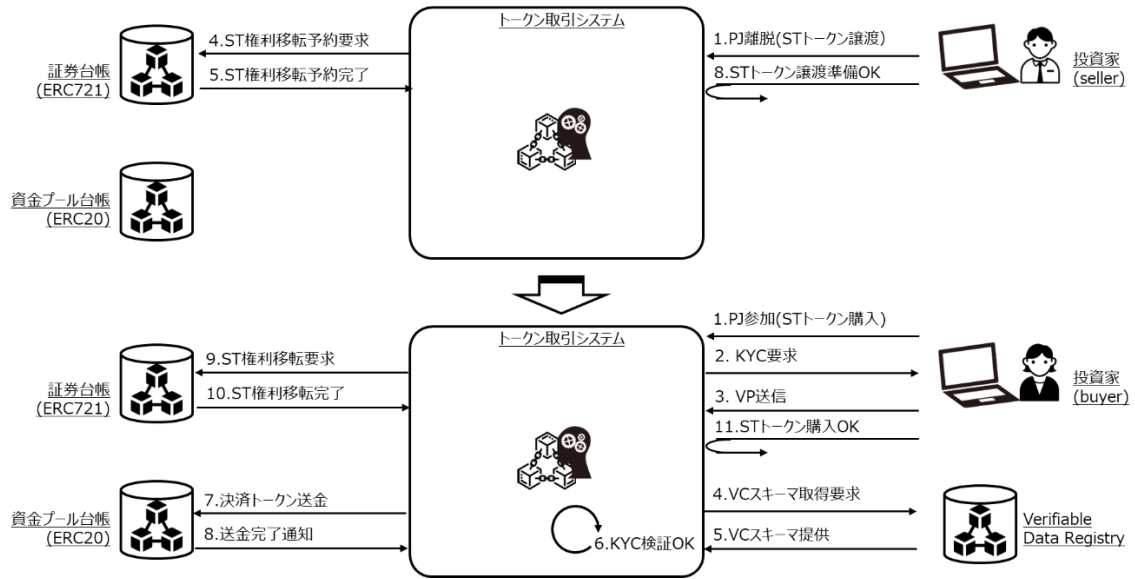 トークン取引システム
4.ST権利移転予約要求
1.PJ離脱(STトークン譲渡)
証券台帳
(ERC721)
5.ST権利移転予約完了
8.STトークン譲渡準備OK
投資家
(seller)
資金プール台帳
(ERC20)
トークン取引システム
1.PJ参加(STトークン購入)
9.ST権利移転要求
2. KYC要求
証券台帳
(ERC721)
10.ST権利移転完了
3. VP送信
投資家
(buyer)
11.STトークン購入OK
7.決済トークン送金
4.VCスキーマ取得要求
資金プール台帳
(ERC20)
8.送金完了通知
6.KYC検証OK
5.VCスキーマ提供
Verifiable
Data Registry